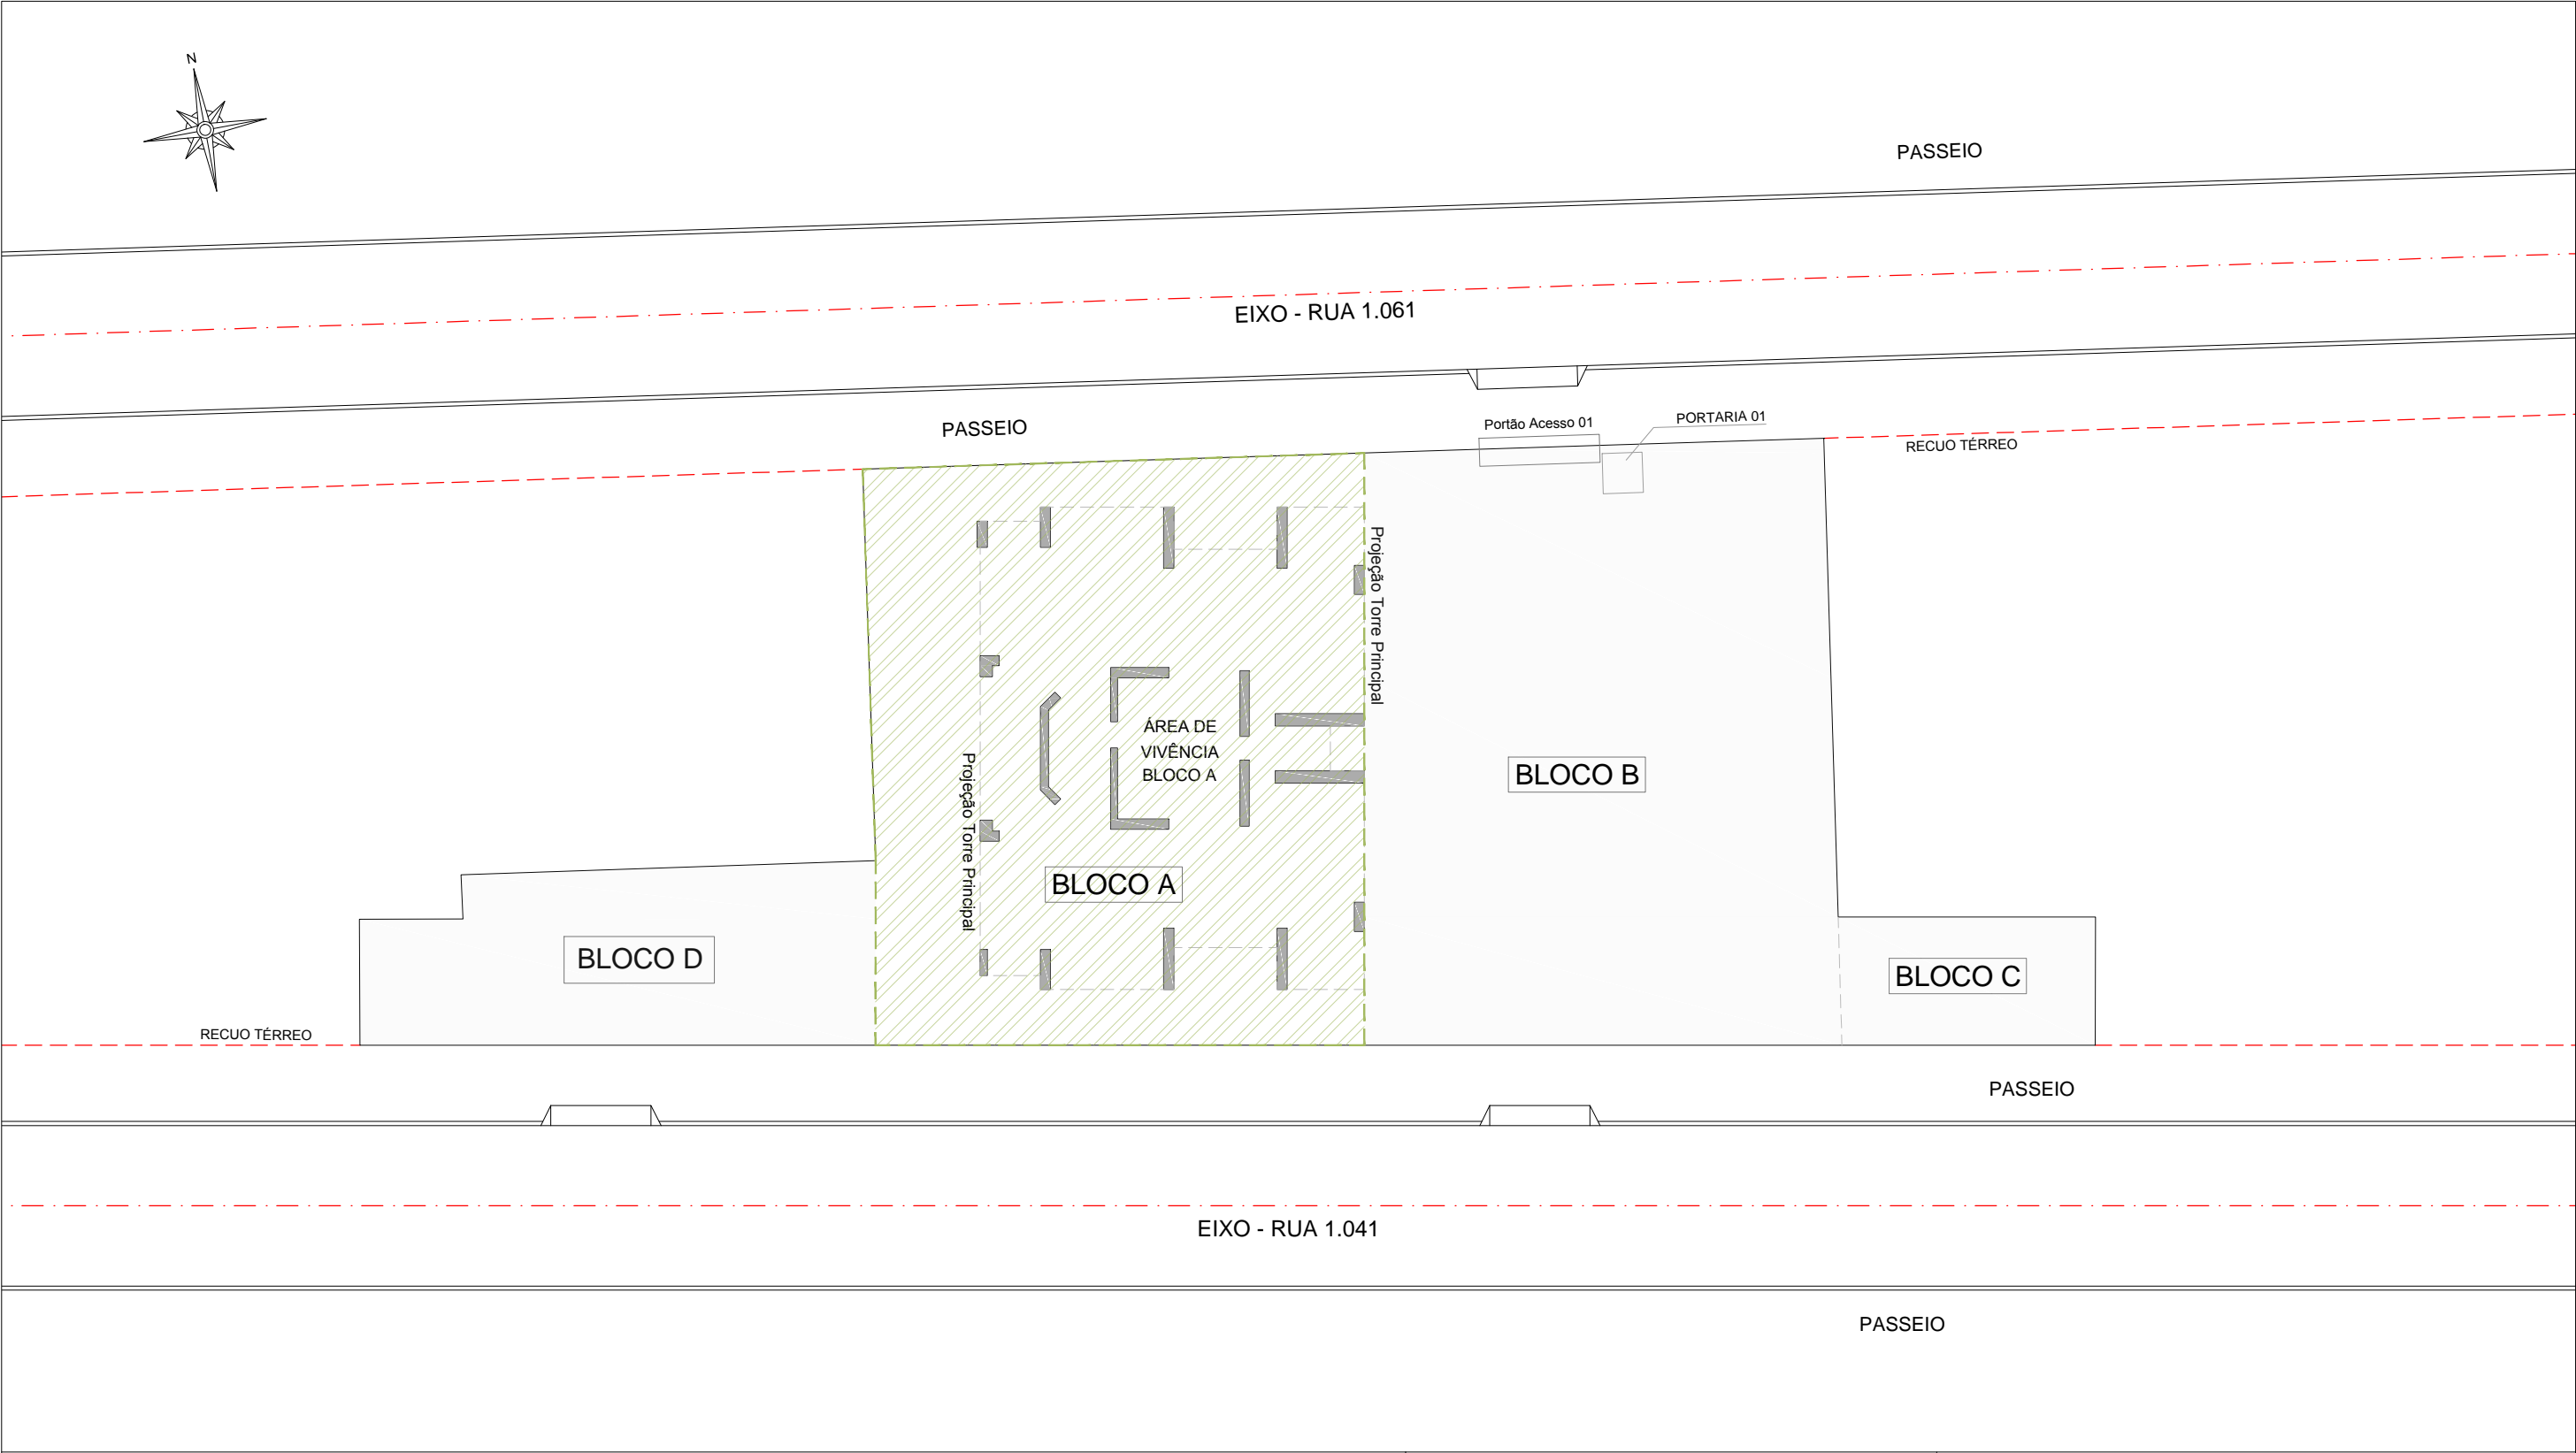 N
PASSEIO
EIXO - RUA 1.061
PASSEIO
Portão Acesso 01
PORTARIA 01
RECUO TÉRREO
Projeção Torre Principal
ÁREA DE
VIVÊNCIA
BLOCO A
Projeção Torre Principal
BLOCO B
BLOCO A
BLOCO D
BLOCO C
RECUO TÉRREO
PASSEIO
EIXO - RUA 1.041
PASSEIO